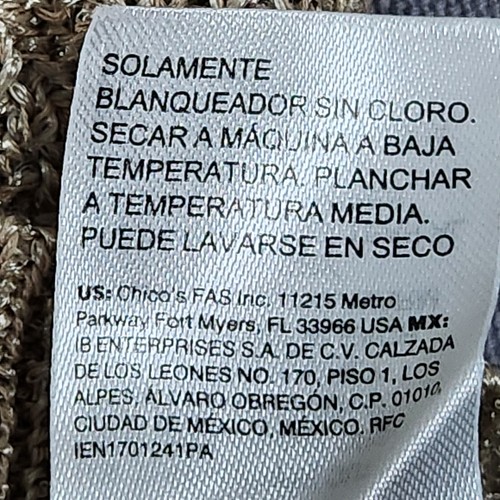 SOLAMENTE
BLANQUEADOR SIN CLORO.
SECAR A MÁQUINA A BAJA
TEMPERATURA. PLANCHAR
A TEMPERATURA MEDIA.
PUEDE LAVARSE EN SECO
US: Chico's FAS Inc. 11215 Metro
Parkway Fort Myers, FL 33966 USA MX:
IB ENTERPRISES S.A. DE C.V. CALZADA
DE LOS LEONES NO. 170, PISO 1, LOS
ALPES, ÁLVARO OBREGÓN, C.P. 01010,
CIUDAD DE MÉXICO, MÉXICO. RFC
IEN1701241PA